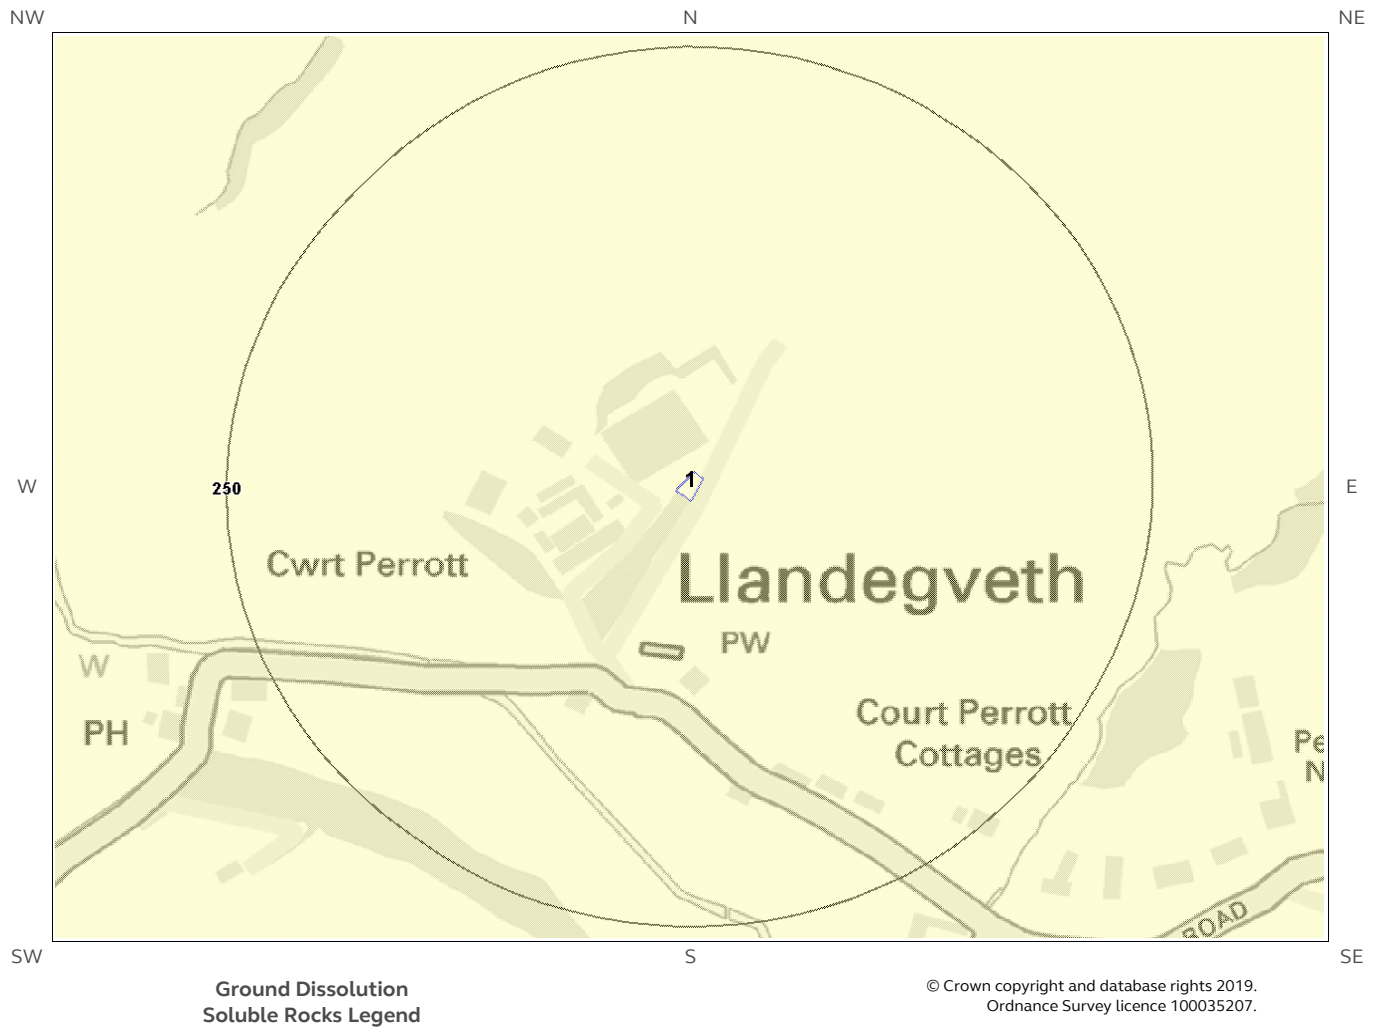 NW
N
NE
1
W
250
E
Cwrt Perrott
Llandegveth
PW
W
PH
Court Perrott
Cottages
Pe
N
ROAD
SW
S
SE
Ground Dissolution
Soluble Rocks Legend
© Crown copyright and database rights 2019.
Ordnance Survey licence 100035207.